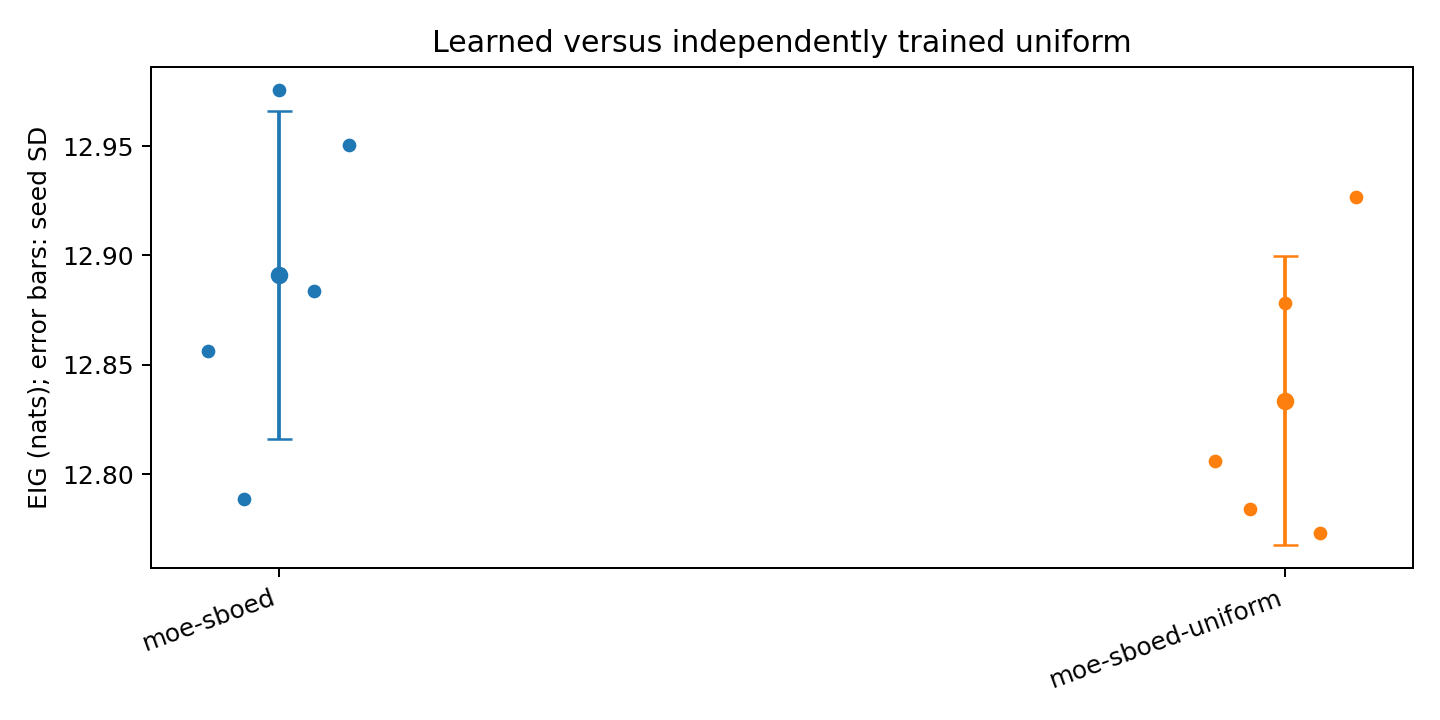 Learned versus independently trained uniform
EIG (nats); error bars: seed SD
12.95
12.90
12.85
12.80
moe-sboed
moe-sboed-uniform